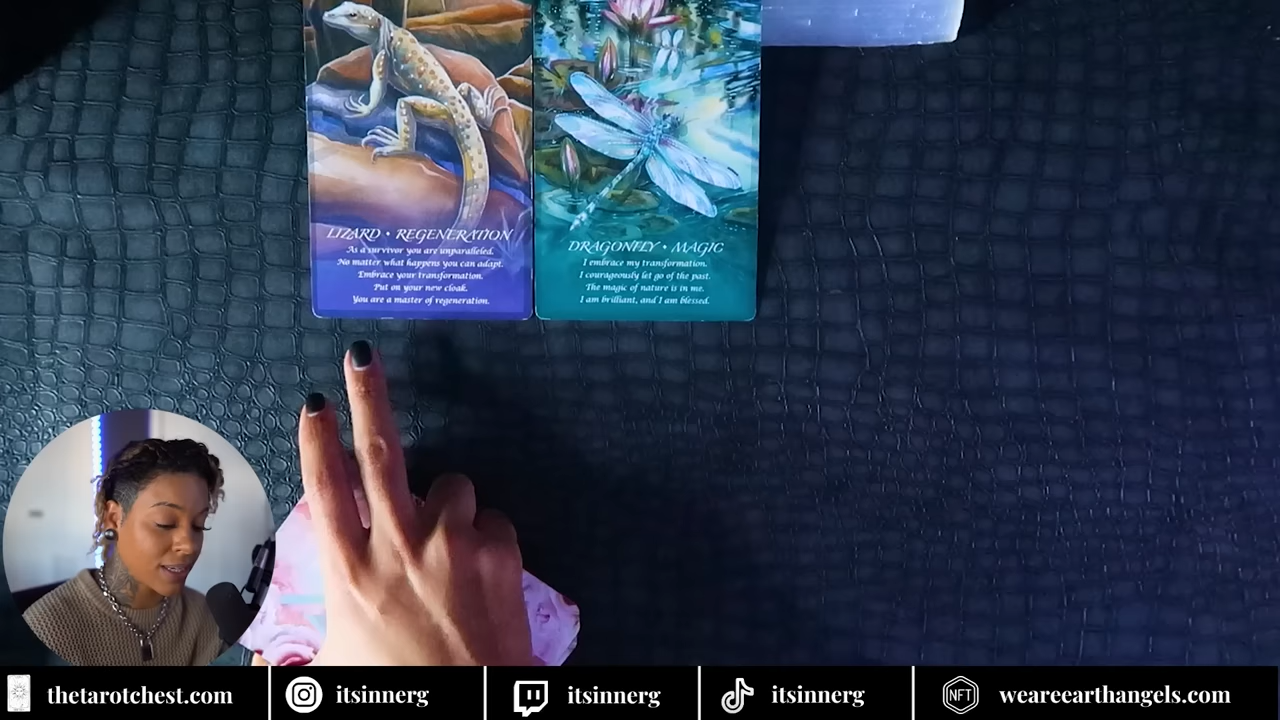 LIZARD • REGENERATION
As a survivor you are unparalleled.
No matter what happens you can adapt.
Embrace your transformation.
Put on your new cloak.
You are a master of regeneration.
DRAGONFLY • MAGIC
I embrace my transformation.
I courageously let go of the past.
The magic of nature is in me.
I am brilliant, and I am blessed.
thetarotchest.com
itsinnerg
itsinnerg
itsinnerg
NFT
weareearthangels.com